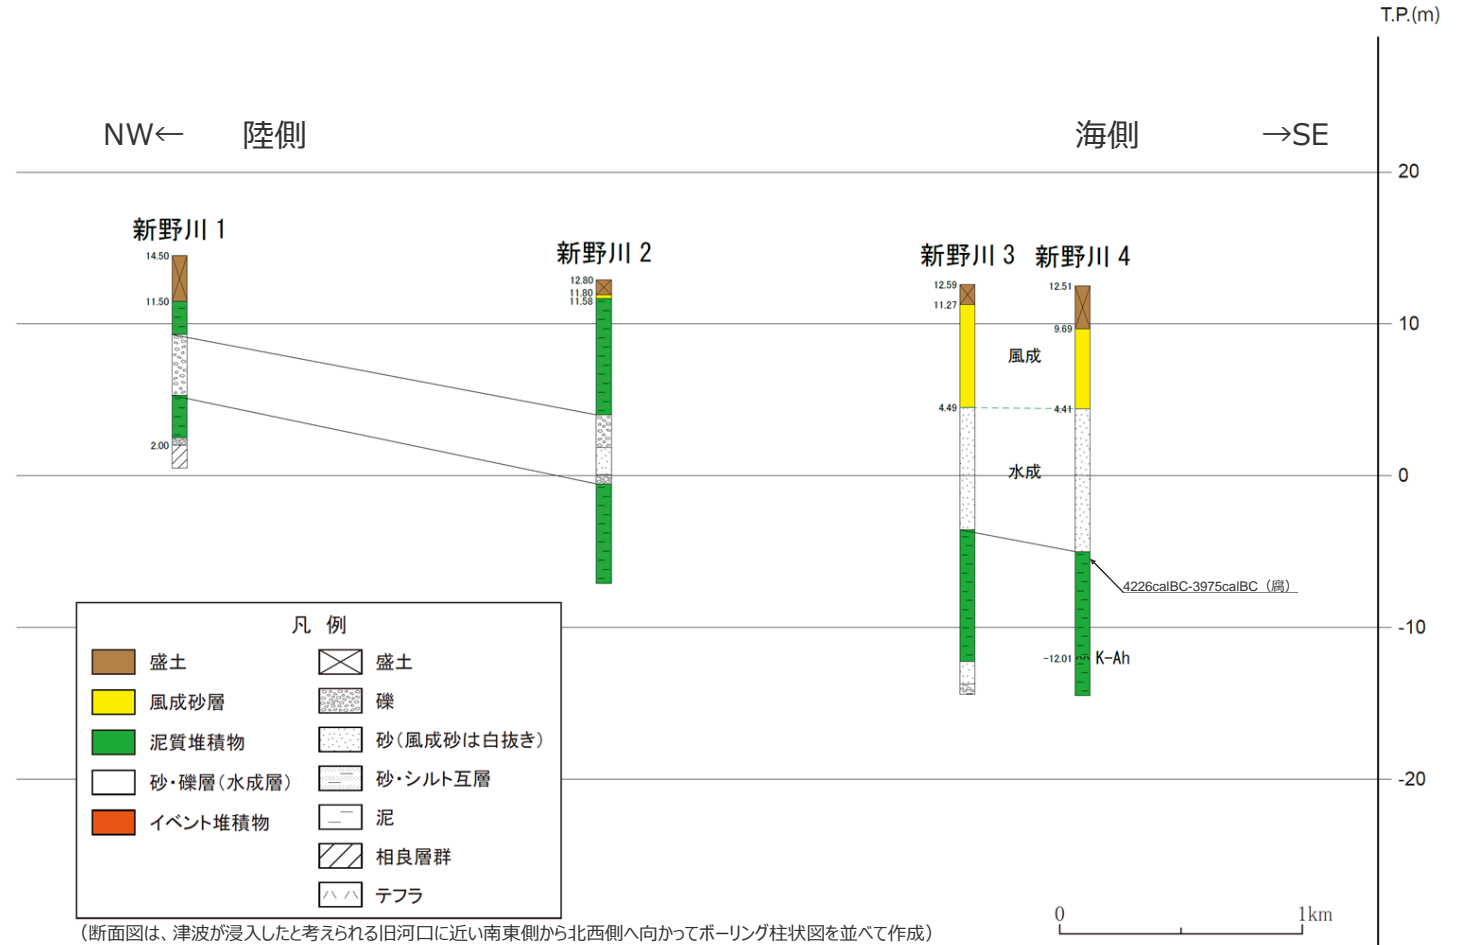 T.P.(m)
NW← 陸側 海側 →SE
20
新野川 1
新野川 2
新野川 3 新野川 4
14.50
11.50
2.00
12.80
11.80
11.58
12.59
11.27
4.49
12.51
9.69
4.41
-12.01
K-Ah
風成
水成
10
0
-10
-20
4226calBC-3975calBC（腐）
凡 例
盛土 盛土
風成砂層 礫
泥質堆積物 砂(風成砂は白抜き)
砂・礫層(水成層) 砂・シルト互層
イベント堆積物 泥
相良層群
テフラ
0 1km
（断面図は、津波が浸入したと考えられる旧河口に近い南東側から北西側へ向かってボーリング柱状図を並べて作成）